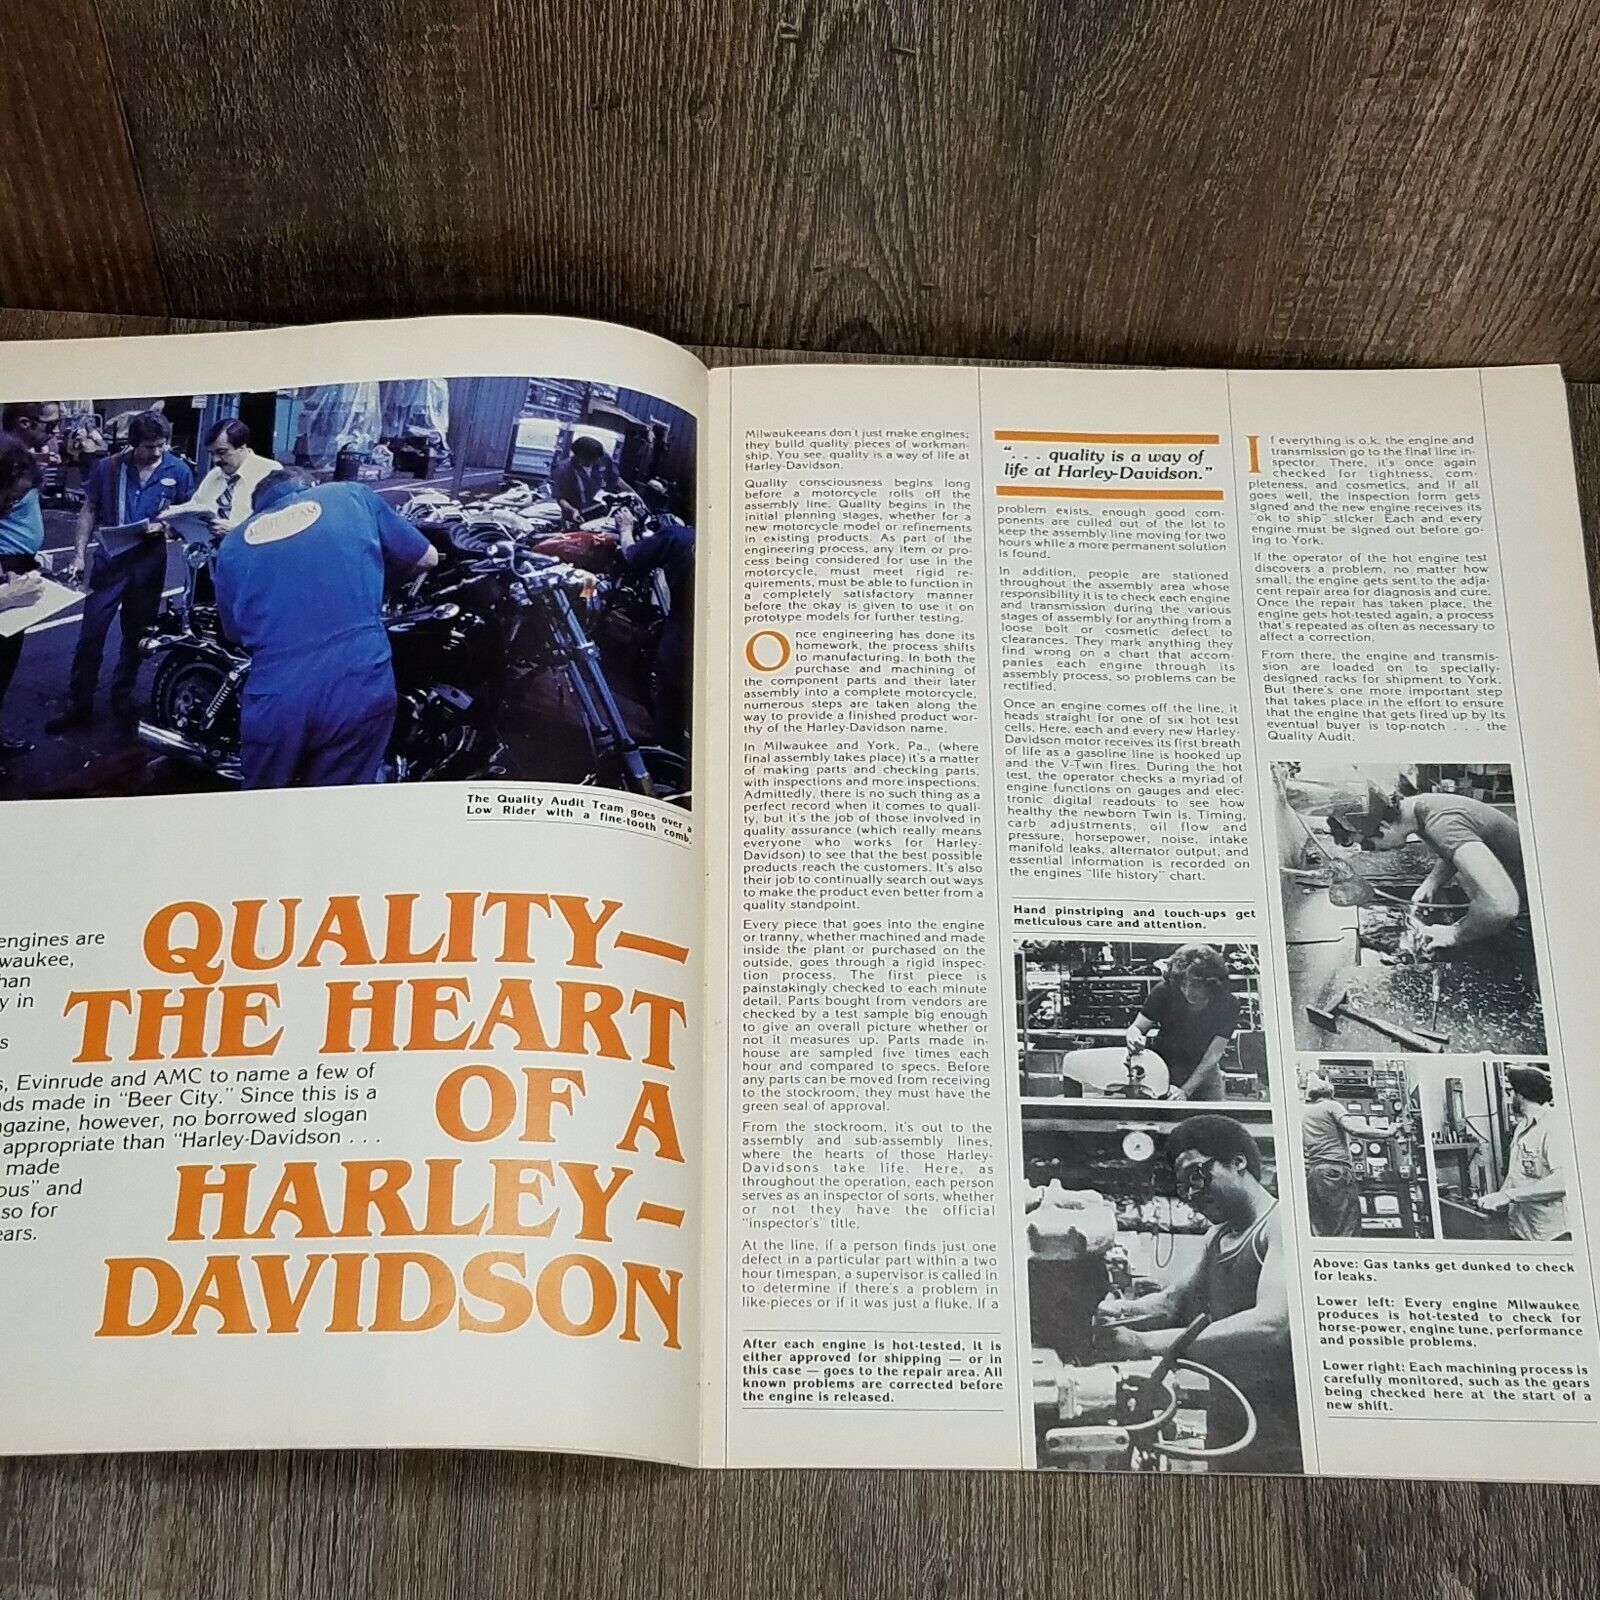 AUDIT TEAM
The Quality Audit Team goes over a
Low Rider with a fine-tooth comb.
QUALITY—
THE HEART
OF A
HARLEY-
DAVIDSON
engines are
waukee,
han
y in
s
s, Evinrude and AMC to name a few of
ds made in "Beer City." Since this is a
gazine, however, no borrowed slogan
appropriate than "Harley-Davidson . . .
made
ous" and
so for
ears.
Milwaukeeans don't just make engines;
they build quality pieces of workman-
ship. You see, quality is a way of life at
Harley-Davidson.
Quality consciousness begins long
before a motorcycle rolls off the
assembly line. Quality begins in the
initial planning stages, whether for a
new motorcycle model or refinements
in existing products. As part of the
engineering process, any item or pro-
cess being considered for use in the
motorcycle, must meet rigid re-
quirements, must be able to function in
a completely satisfactory manner
before the okay is given to use it on
prototype models for further testing.
Once engineering has done its
homework, the process shifts
to manufacturing. In both the
purchase and machining of
the component parts and their later
assembly into a complete motorcycle,
numerous steps are taken along the
way to provide a finished product wor-
thy of the Harley-Davidson name.
In Milwaukee and York, Pa., (where
final assembly takes place) it's a matter
of making parts and checking parts,
with inspections and more inspections.
Admittedly, there is no such thing as a
perfect record when it comes to quali-
ty, but it's the job of those involved in
quality assurance (which really means
everyone who works for Harley-
Davidson) to see that the best possible
products reach the customers. It's also
their job to continually search out ways
to make the product even better from a
quality standpoint.
Every piece that goes into the engine
or tranny, whether machined and made
inside the plant or purchased on the
outside, goes through a rigid inspec-
tion process. The first piece is
painstakingly checked to each minute
detail. Parts bought from vendors are
checked by a test sample big enough
to give an overall picture whether or
not it measures up. Parts made in-
house are sampled five times each
hour and compared to specs. Before
any parts can be moved from receiving
to the stockroom, they must have the
green seal of approval.
From the stockroom, it's out to the
assembly and sub-assembly lines,
where the hearts of those Harley-
Davidsons take life. Here, as
throughout the operation, each person
serves as an inspector of sorts, whether
or not they have the official
"inspector's" title.
At the line, if a person finds just one
defect in a particular part within a two
hour timespan, a supervisor is called in
to determine if there's a problem in
like-pieces or if it was just a fluke. If a
After each engine is hot-tested, it is
either approved for shipping — or in
this case — goes to the repair area. All
known problems are corrected before
the engine is released.
". . . quality is a way of
life at Harley-Davidson."
problem exists, enough good com-
ponents are culled out of the lot to
keep the assembly line moving for two
hours while a more permanent solution
is found.
In addition, people are stationed
throughout the assembly area whose
responsibility it is to check each engine
and transmission during the various
stages of assembly for anything from a
loose bolt or cosmetic defect to
clearances. They mark anything they
find wrong on a chart that accom-
panies each engine through its
assembly process, so problems can be
rectified.
Once an engine comes off the line, it
heads straight for one of six hot test
cells. Here, each and every new Harley-
Davidson motor receives its first breath
of life as a gasoline line is hooked up
and the V-Twin fires. During the hot
test, the operator checks a myriad of
engine functions on gauges and elec-
tronic digital readouts to see how
healthy the newborn Twin is. Timing,
carb adjustments, oil flow and
pressure, horsepower, noise, intake
manifold leaks, alternator output, and
essential information is recorded on
the engines "life history" chart.
Hand pinstriping and touch-ups get
meticulous care and attention.
If everything is o.k. the engine and
transmission go to the final line in-
spector. There, it's once again
checked for tightness, com-
pleteness, and cosmetics, and if all
goes well, the inspection form gets
signed and the new engine receives its
"ok to ship" sticker. Each and every
engine must be signed out before go-
ing to York.
If the operator of the hot engine test
discovers a problem, no matter how
small, the engine gets sent to the adja-
cent repair area for diagnosis and cure.
Once the repair has taken place, the
engine gets hot-tested again, a process
that's repeated as often as necessary to
affect a correction.
From there, the engine and transmis-
sion are loaded on to specially-
designed racks for shipment to York.
But there's one more important step
that takes place in the effort to ensure
that the engine that gets fired up by its
eventual buyer is top-notch . . . the
Quality Audit.
Above: Gas tanks get dunked to check
for leaks.
Lower left: Every engine Milwaukee
produces is hot-tested to check for
horse-power, engine tune, performance
and possible problems.
Lower right: Each machining process is
carefully monitored, such as the gears
being checked here at the start of a
new shift.